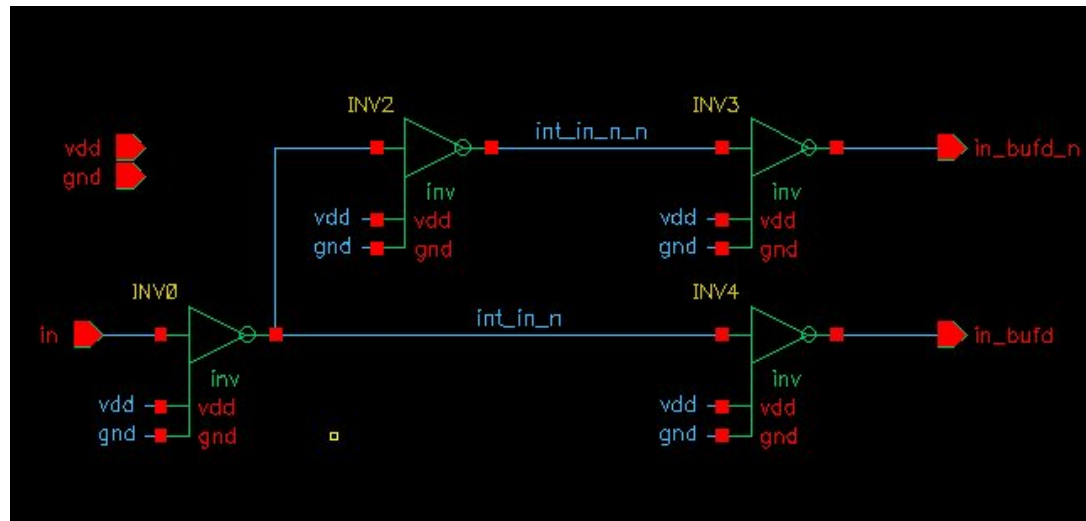 INV2 INV3
int_in_n_n
vdd in_bufd_n
gnd
inv inv
vdd vdd vdd vdd
gnd gnd gnd gnd
INV0 INV4
int_in_n
in in_bufd
inv inv
vdd vdd vdd vdd
gnd gnd gnd gnd